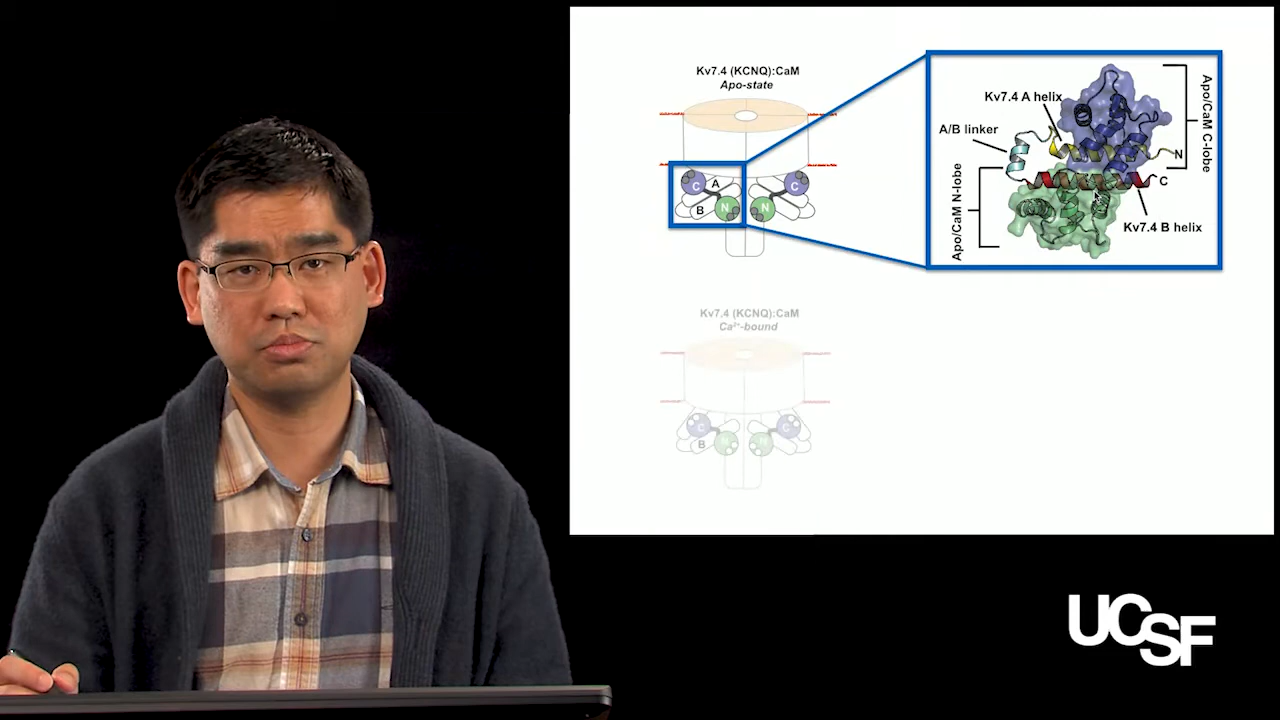 Kv7.4 (KCNQ):CaM
Apo-state
C
A
B
N
N
C
Kv7.4 A helix
A/B linker
N
C
Kv7.4 B helix
Apo/CaM C-lobe
Apo/CaM N-lobe
Kv7.4 (KCNQ):CaM
Ca²⁺-bound
C
B
N
N
C
UCSF